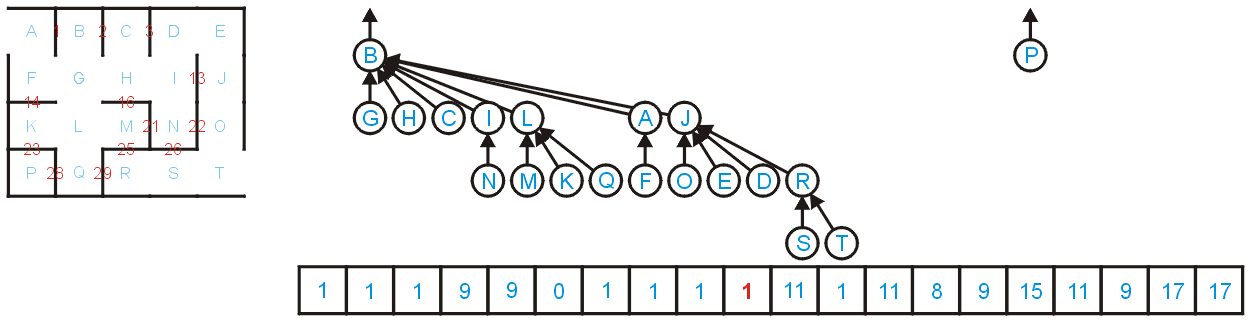 A 1 B 2 C 3 D E
F G H I 13 J
14 16
K L M 21 N 22 O
23 25 26
P 28 Q 29 R S T
B P
G H C I L A J
N M K Q F O E D R
S T
1 1 1 9 9 0 1 1 1 1 11 1 11 8 9 15 11 9 17 17